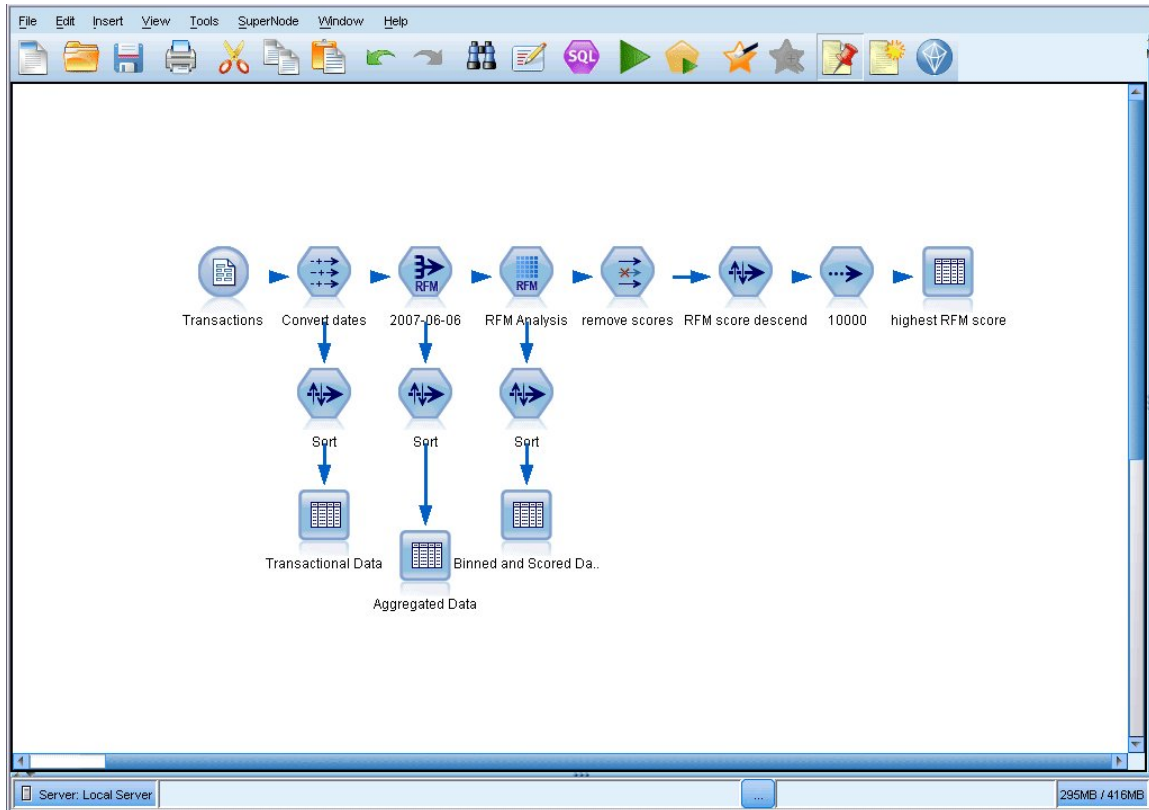 File Edit Insert View Tools SuperNode Window Help
SQL
RFM
RFM
Transactions Convert dates 2007-06-06 RFM Analysis remove scores RFM score descend 10000 highest RFM score
Sort Sort Sort
Transactional Data Binned and Scored Da..
Aggregated Data
Server: Local Server ... 295MB / 416MB